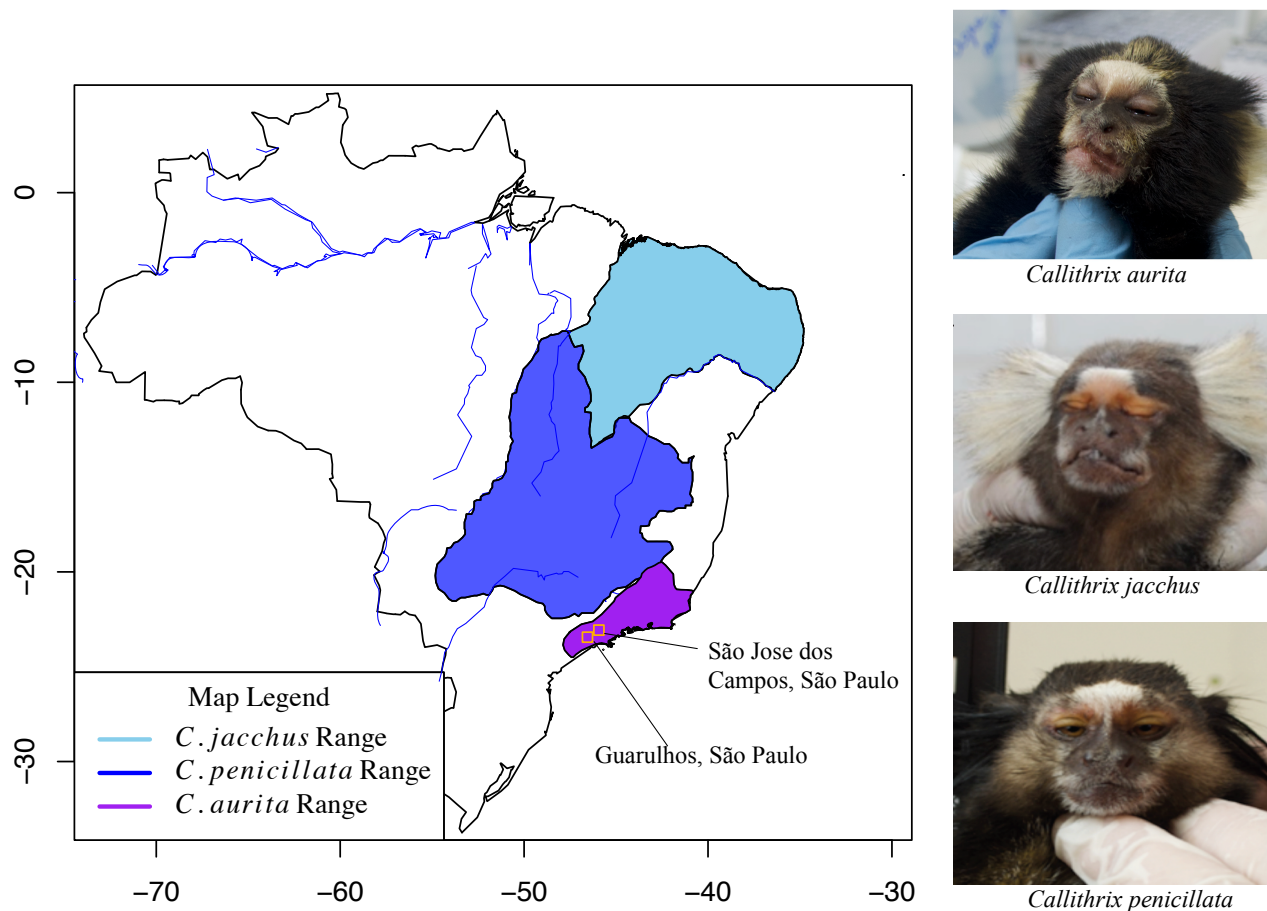 0
−10
−20
−30
−70
−60
−50
−40
−30
São Jose dos
Campos, São Paulo
Guarulhos, São Paulo
Map Legend
C. jacchus Range
C. penicillata Range
C. aurita Range
Callithrix aurita
Callithrix jacchus
Callithrix penicillata